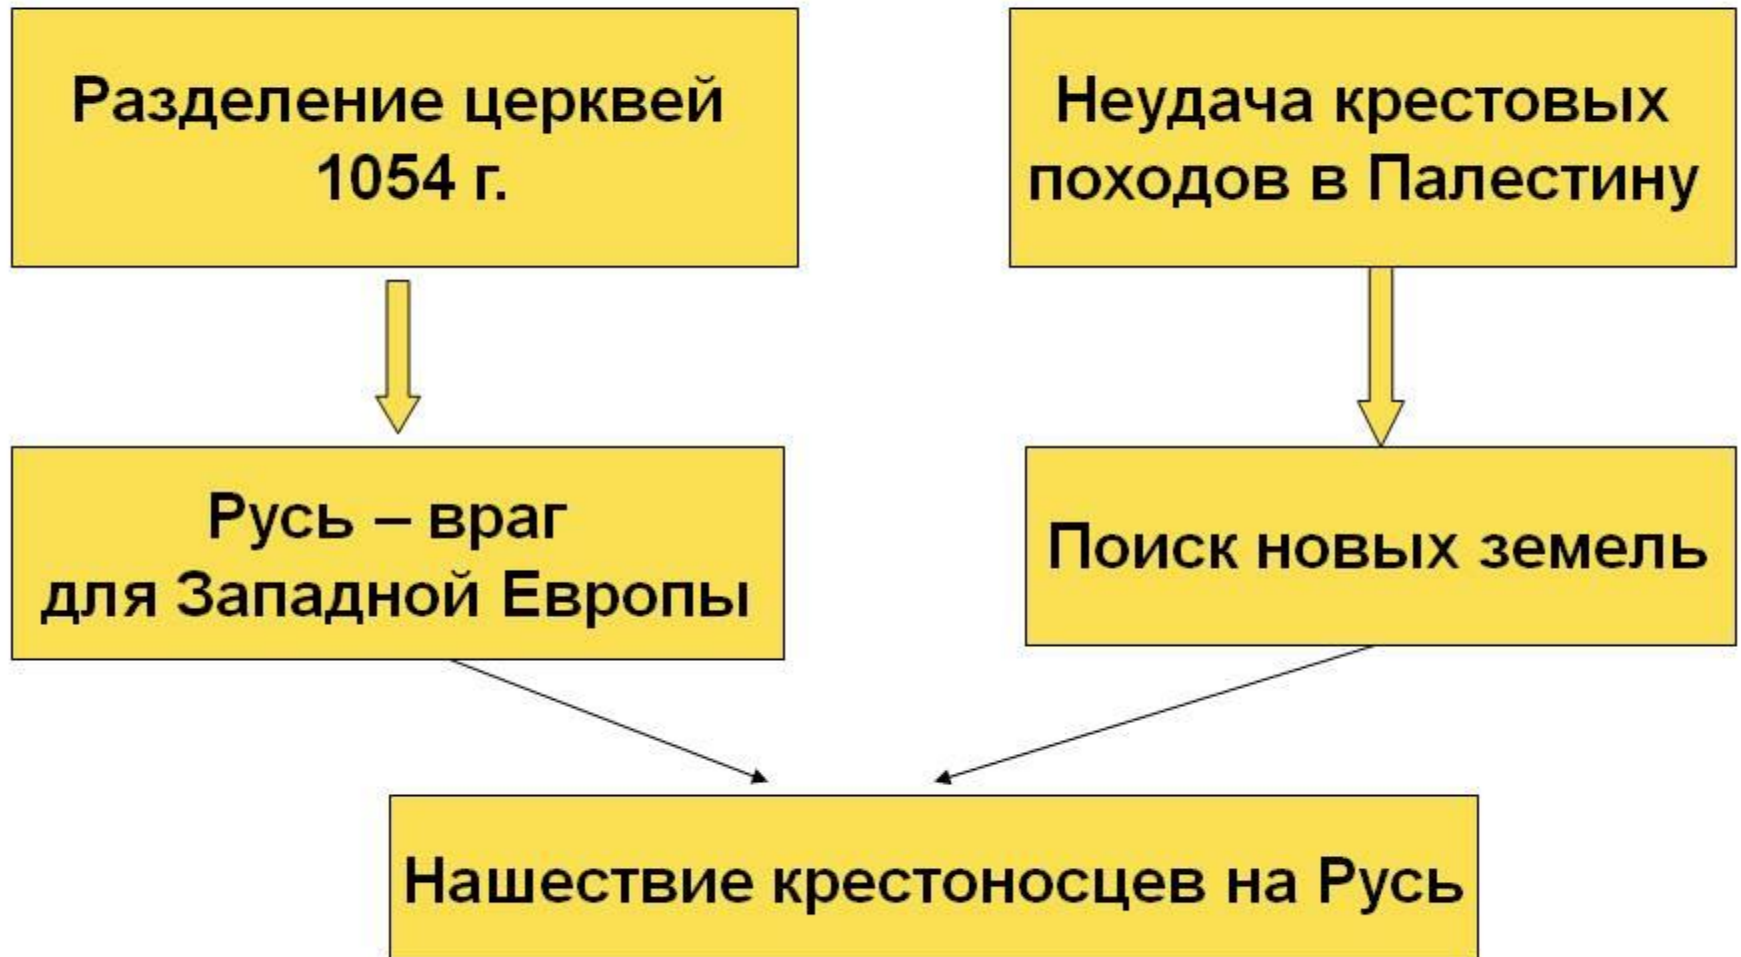 Разделение церквей
1054 г.
Неудача крестовых
походов в Палестину
Русь – враг
для Западной Европы
Поиск новых земель
Нашествие крестоносцев на Русь